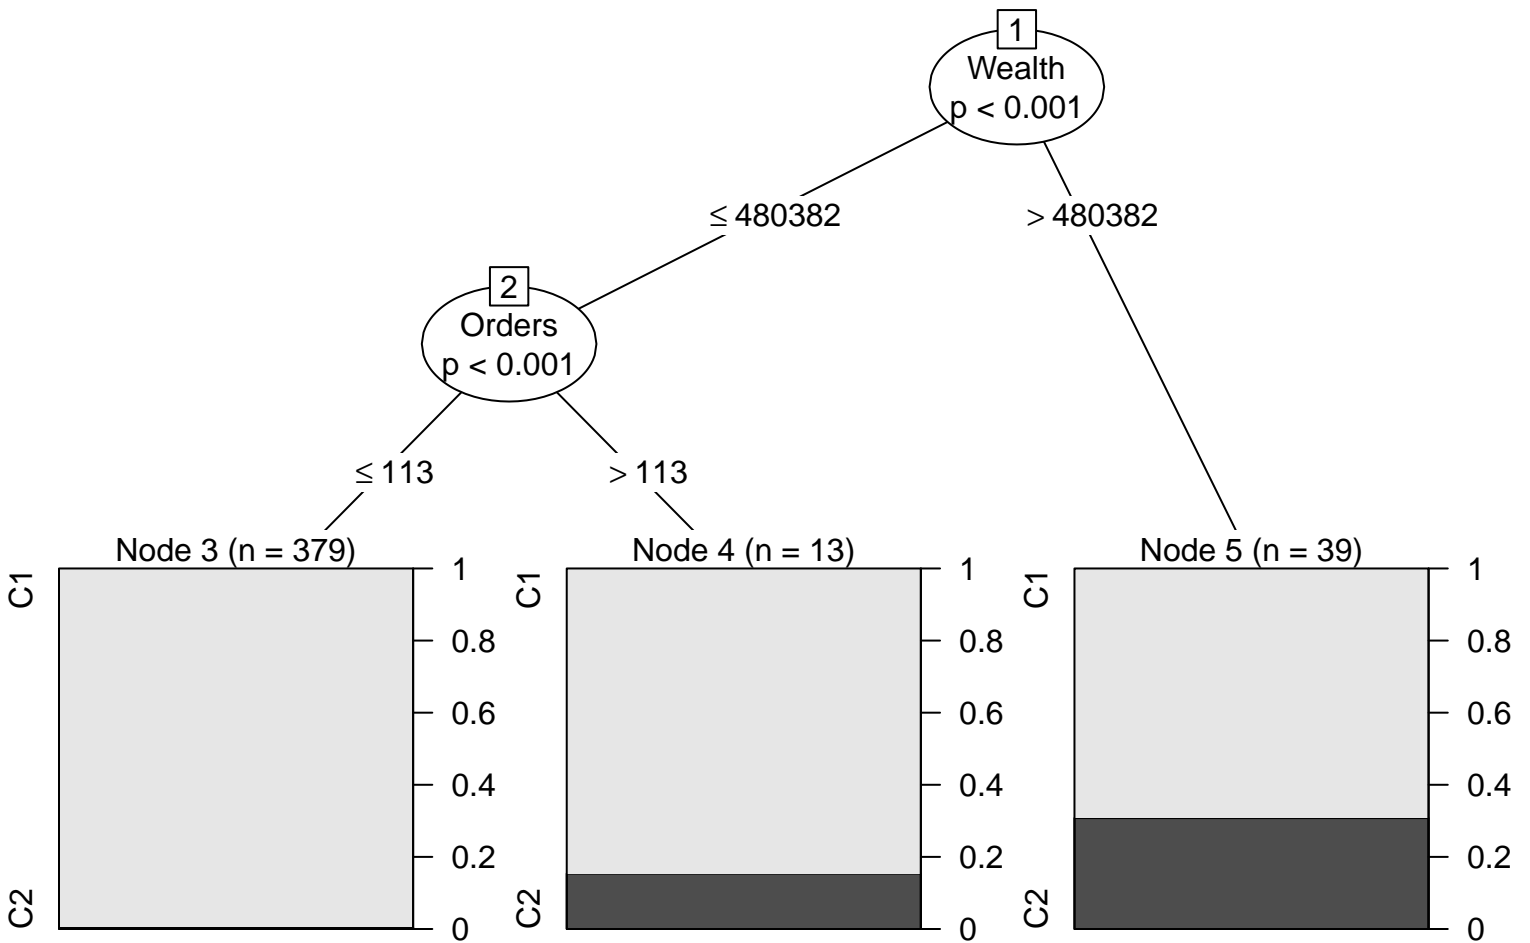 1
Wealth
p < 0.001
≤ 480382
> 480382
2
Orders
p < 0.001
≤ 113
> 113
Node 3 (n = 379)
C1
C2
1
0.8
0.6
0.4
0.2
0
Node 4 (n = 13)
C1
C2
1
0.8
0.6
0.4
0.2
0
Node 5 (n = 39)
C1
C2
1
0.8
0.6
0.4
0.2
0